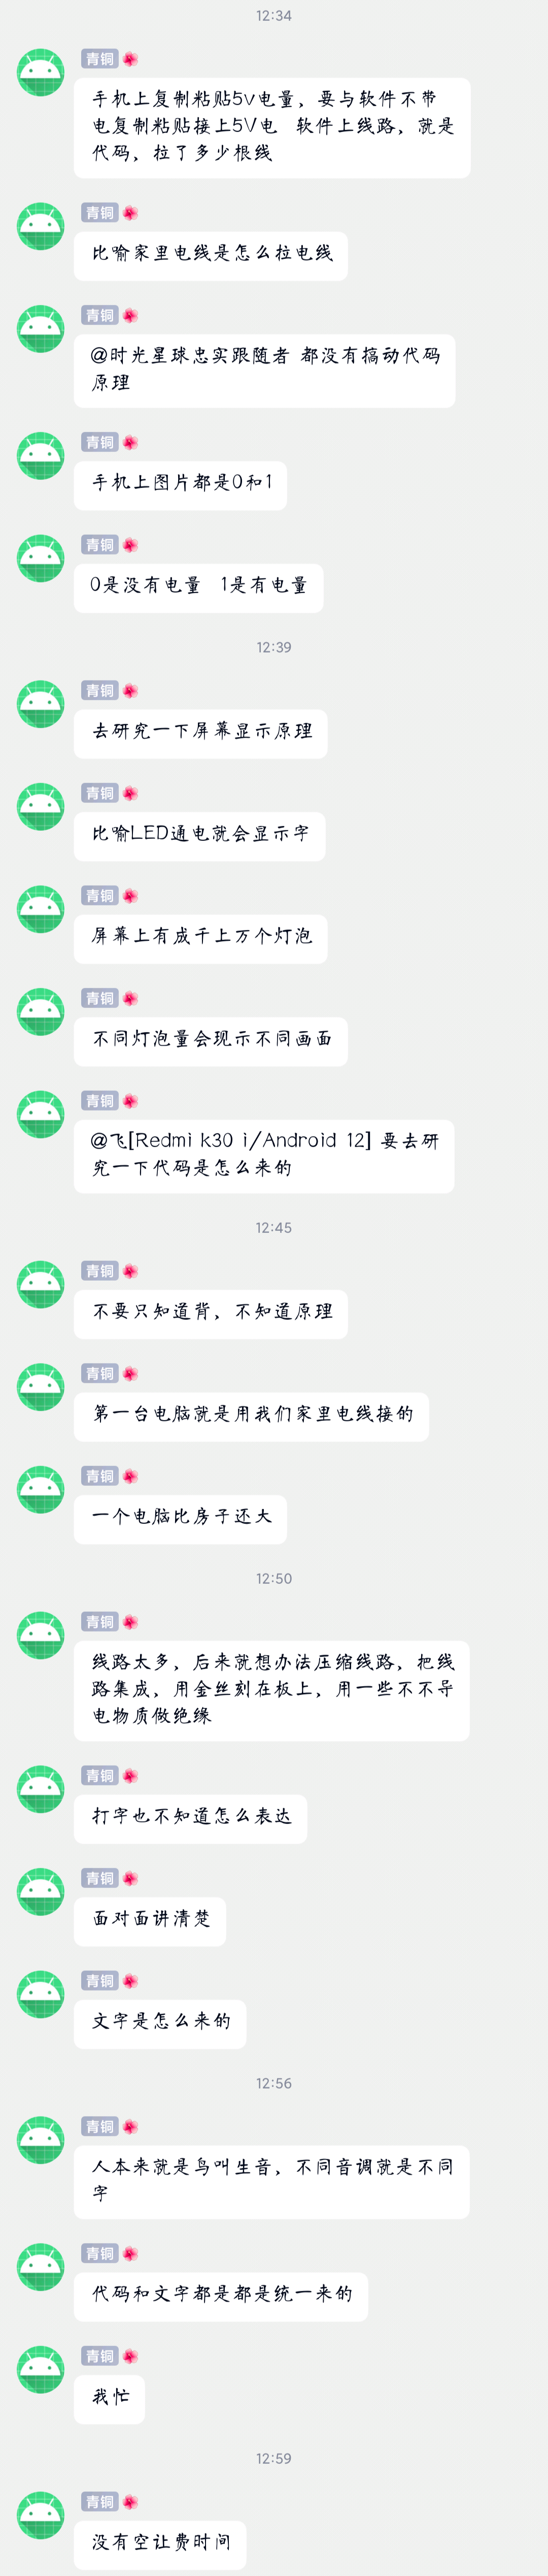 12:34
青铜
手机上复制粘贴5v电量，要与软件不带
电复制粘贴接上5V电 软件上线路，就是
代码，拉了多少根线
青铜
比喻家里电线是怎么拉电线
青铜
@时光星球忠实跟随者 都没有搞动代码
原理
青铜
手机上图片都是0和1
青铜
0是没有电量 1是有电量
12:39
青铜
去研究一下屏幕显示原理
青铜
比喻LED通电就会显示字
青铜
屏幕上有成千上万个灯泡
青铜
不同灯泡量会现示不同画面
青铜
@飞[Redmi k30 i/Android 12] 要去研
究一下代码是怎么来的
12:45
青铜
不要只知道背，不知道原理
青铜
第一台电脑就是用我们家里电线接的
青铜
一个电脑比房子还大
12:50
青铜
线路太多，后来就想办法压缩线路，把线
路集成，用金丝刻在板上，用一些不不导
电物质做绝缘
青铜
打字也不知道怎么表达
青铜
面对面讲清楚
青铜
文字是怎么来的
12:56
青铜
人本来就是鸟叫生音，不同音调就是不同
字
青铜
代码和文字都是都是统一来的
青铜
我忙
12:59
青铜
没有空让费时间